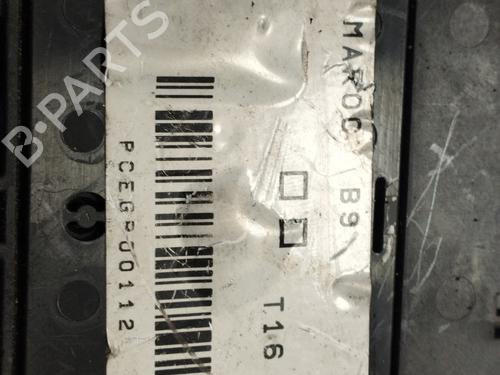 MAROC B9
T16
PCEGP00112
B-PARTS